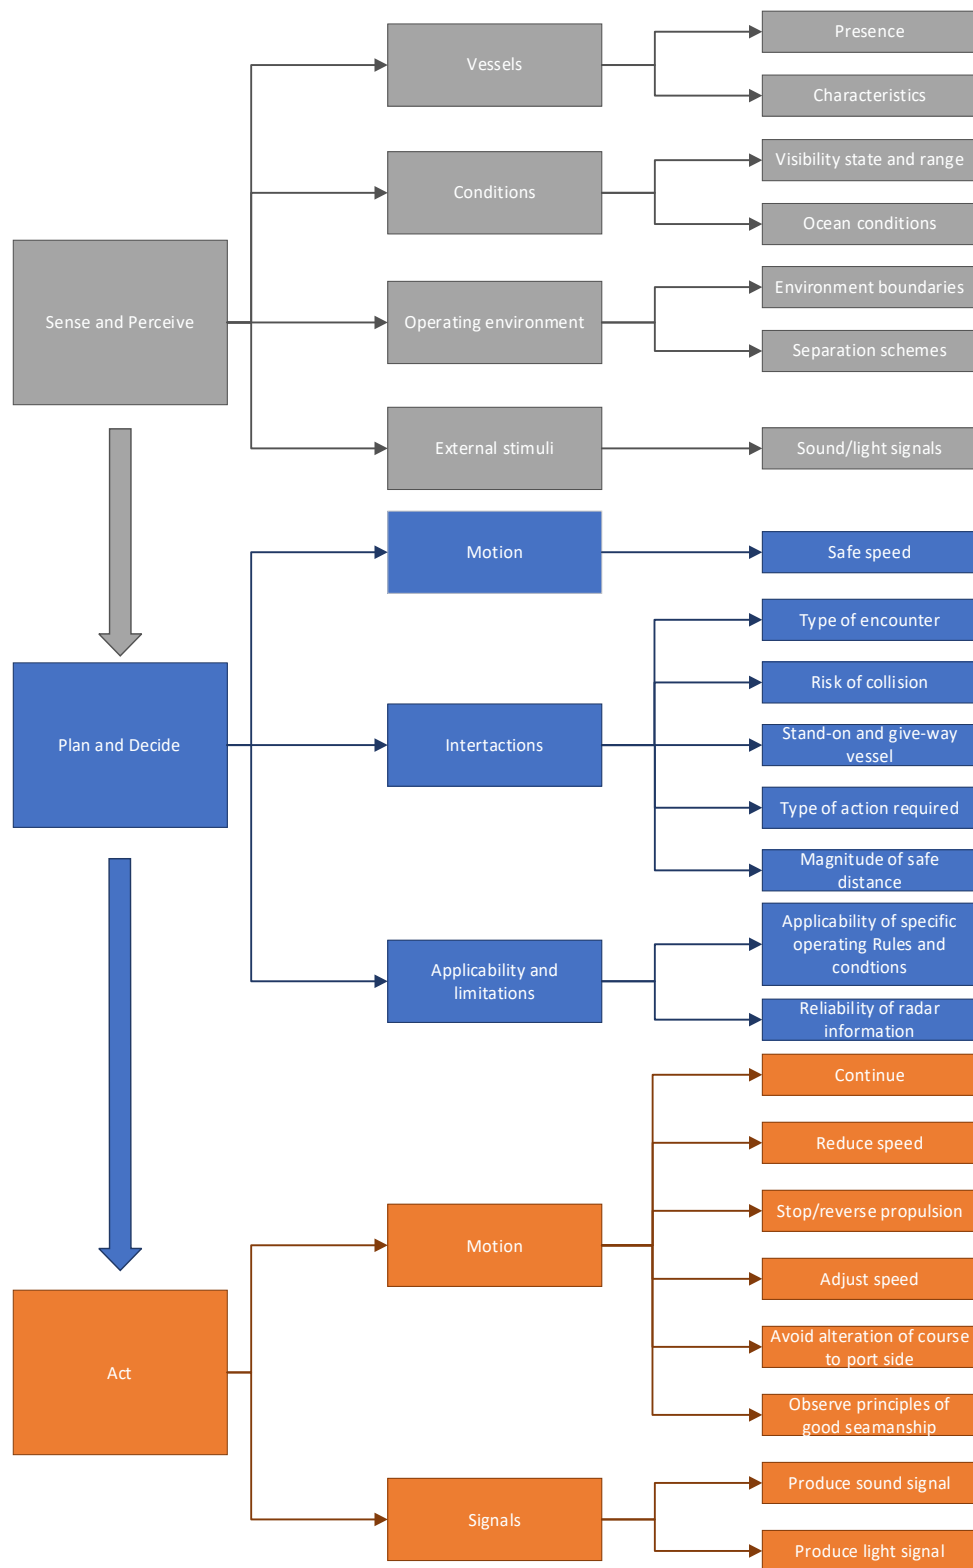 Sense and Perceive
Vessels
Presence
Characteristics
Conditions
Visibility state and range
Ocean conditions
Operating environment
Environment boundaries
Separation schemes
External stimuli
Sound/light signals
Plan and Decide
Motion
Safe speed
Intertactions
Type of encounter
Risk of collision
Stand-on and give-way
vessel
Type of action required
Magnitude of safe
distance
Applicability and
limitations
Applicability of specific
operating Rules and
condtions
Reliability of radar
information
Act
Motion
Continue
Reduce speed
Stop/reverse propulsion
Adjust speed
Avoid alteration of course
to port side
Observe principles of
good seamanship
Signals
Produce sound signal
Produce light signal